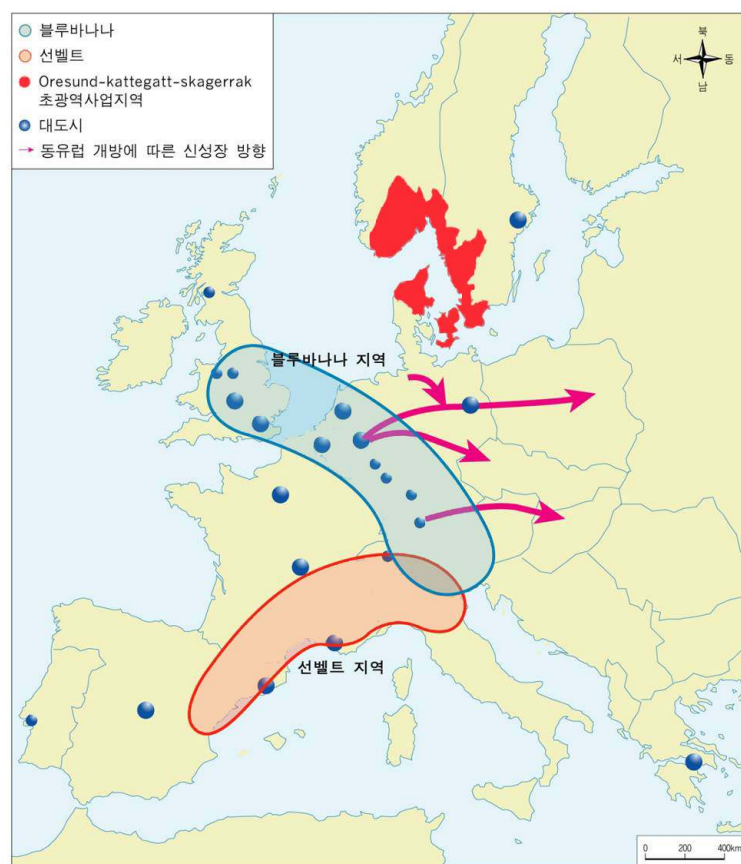 블루바나나
선벨트
Oresund-kattegatt-skagerrak
초광역사업지역
대도시
동유럽 개방에 따른 신성장 방향
북
서 동
남
블루바나나 지역
선벨트 지역
0 200 400km